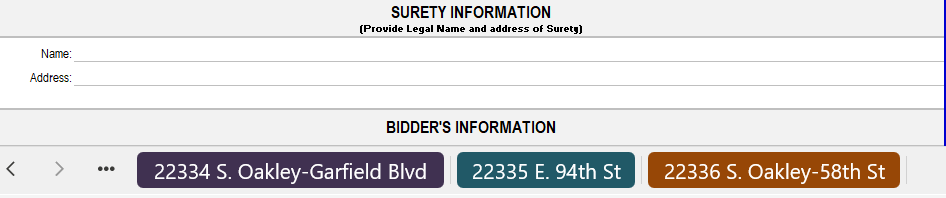 SURETY INFORMATION
(Provide Legal Name and address of Surety)
Name:
Address:
BIDDER'S INFORMATION
22334 S. Oakley-Garfield Blvd 22335 E. 94th St 22336 S. Oakley-58th St